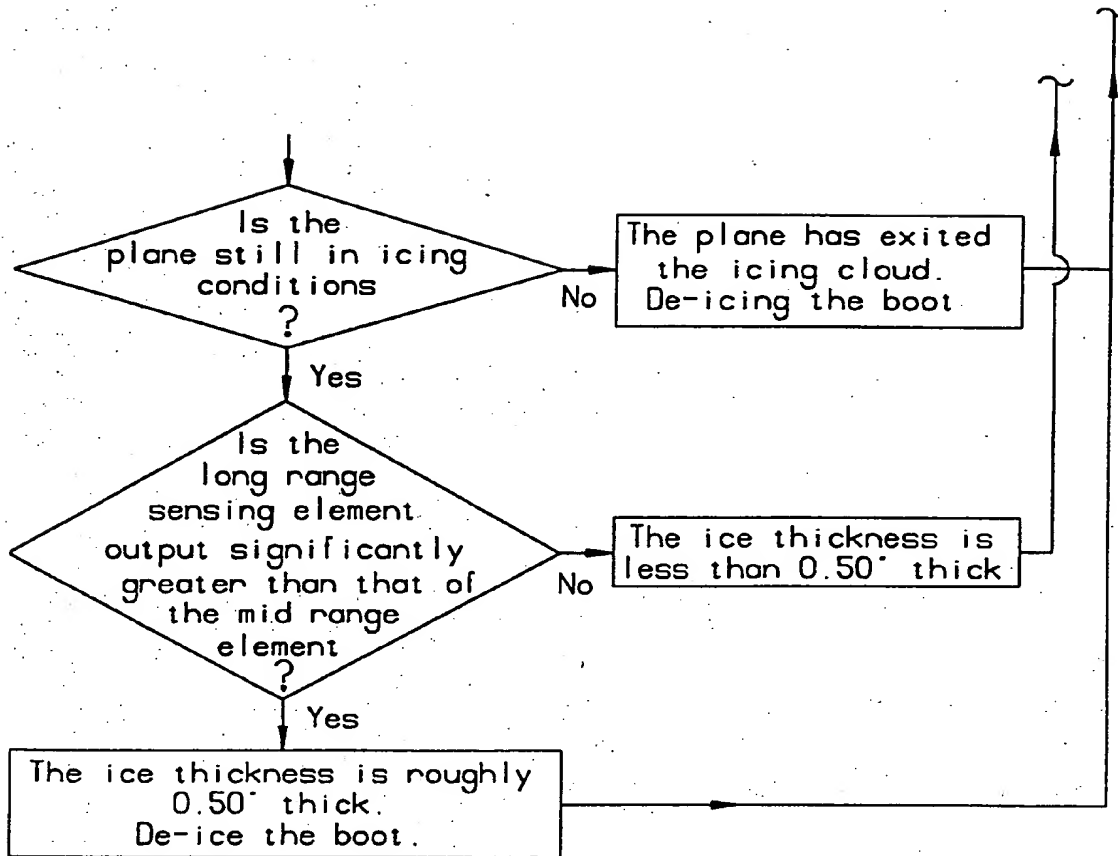 Is the
plane still in icing
conditions
?
No
The plane has exited
the icing cloud.
De-icing the boot
Yes
Is the
long range
sensing element
output significantly
greater than that of
the mid range
element
?
No
The ice thickness is
less than 0.50" thick
Yes
The ice thickness is roughly
0.50" thick.
De-ice the boot.